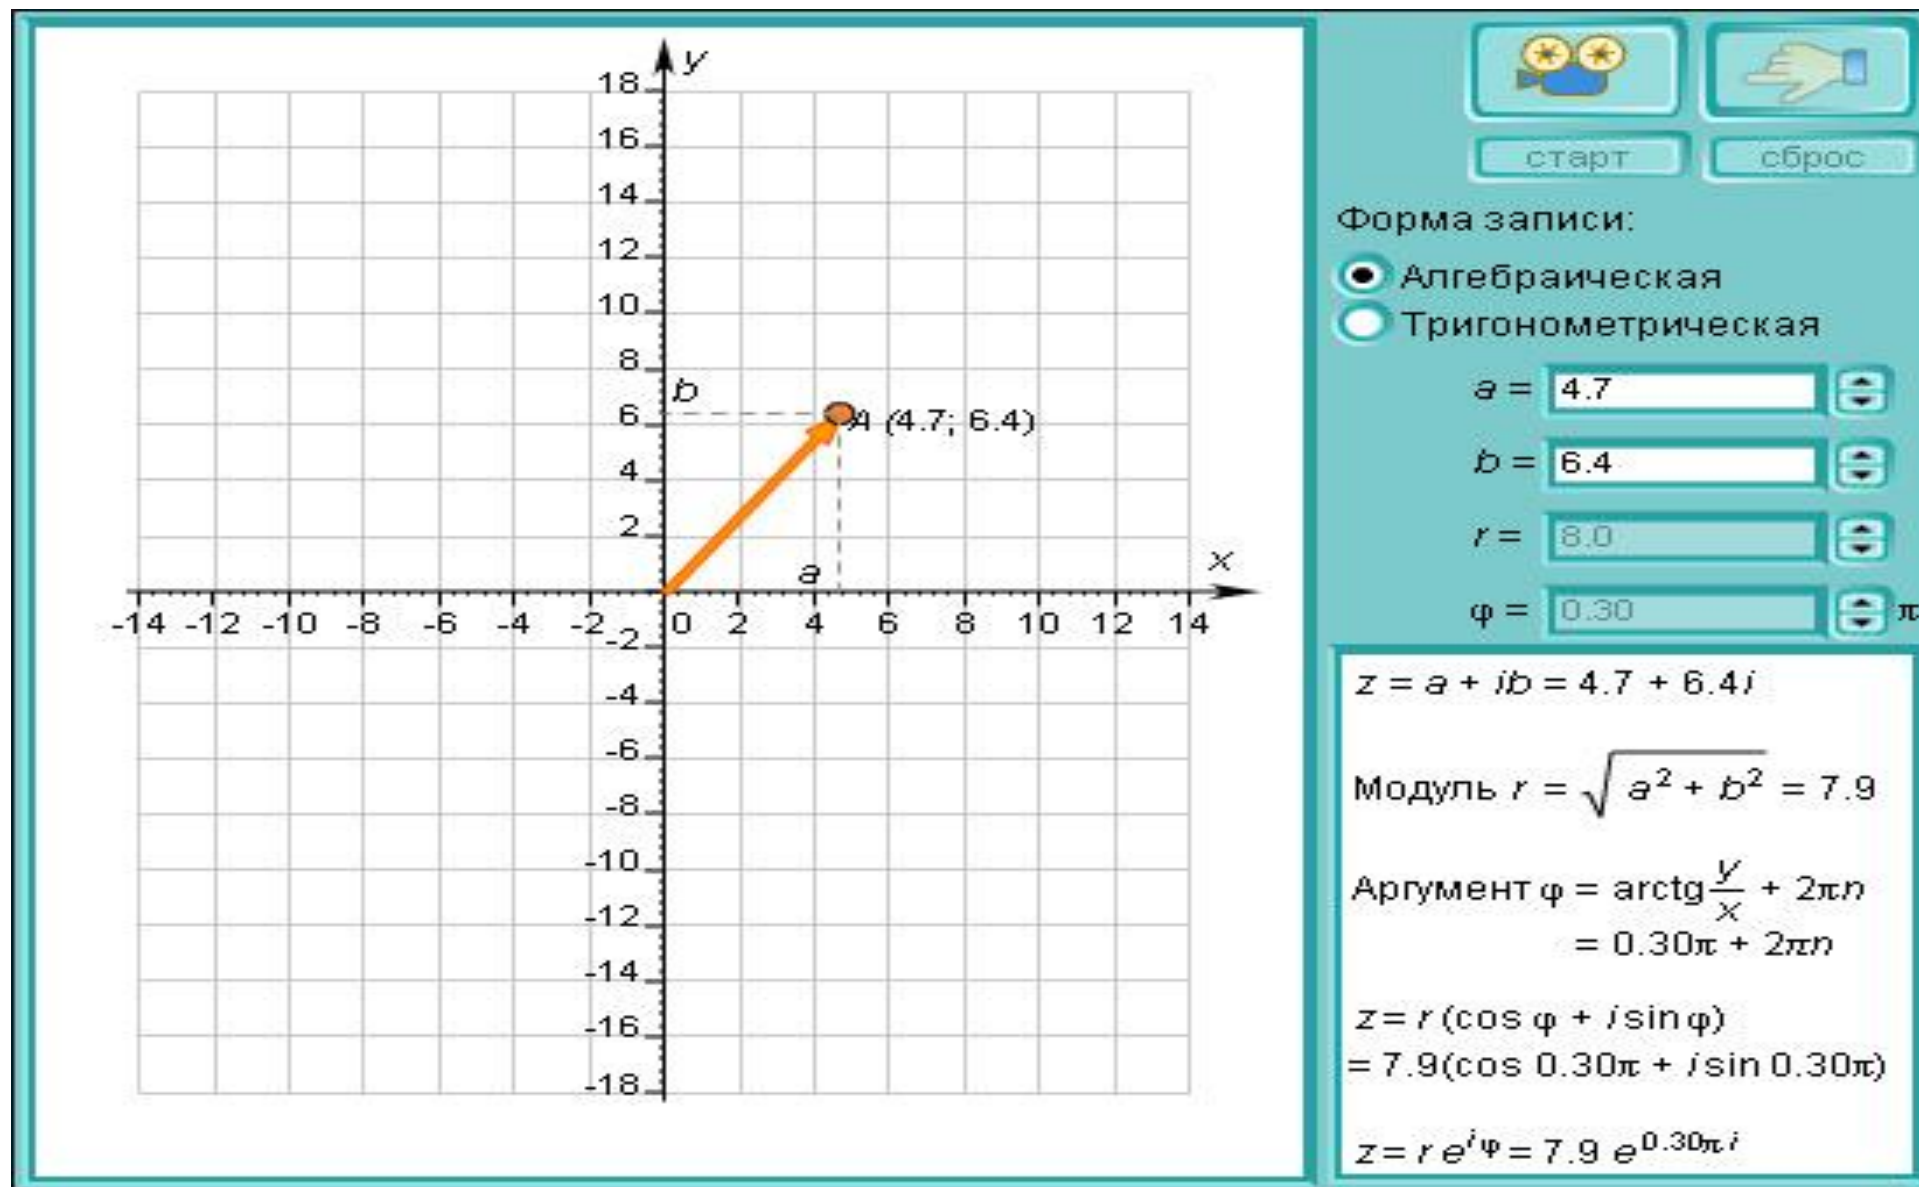 y
18
16
14
12
10
8
b
6
A (4.7; 6.4)
4
2
a
x
-14 -12 -10 -8 -6 -4 -2 0 2 4 6 8 10 12 14
-2
-4
-6
-8
-10
-12
-14
-16
-18
старт сброс
Форма записи:
Алгебраическая
Тригонометрическая
a = 4.7
b = 6.4
r = 8.0
φ = 0.30 π
z = a + ib = 4.7 + 6.4i
Модуль r = √a² + b² = 7.9
Аргумент φ = arctg y/x + 2πn
= 0.30π + 2πn
z = r (cos φ + i sin φ)
= 7.9(cos 0.30π + i sin 0.30π)
z = r e^{iφ} = 7.9 e^{0.30πi}